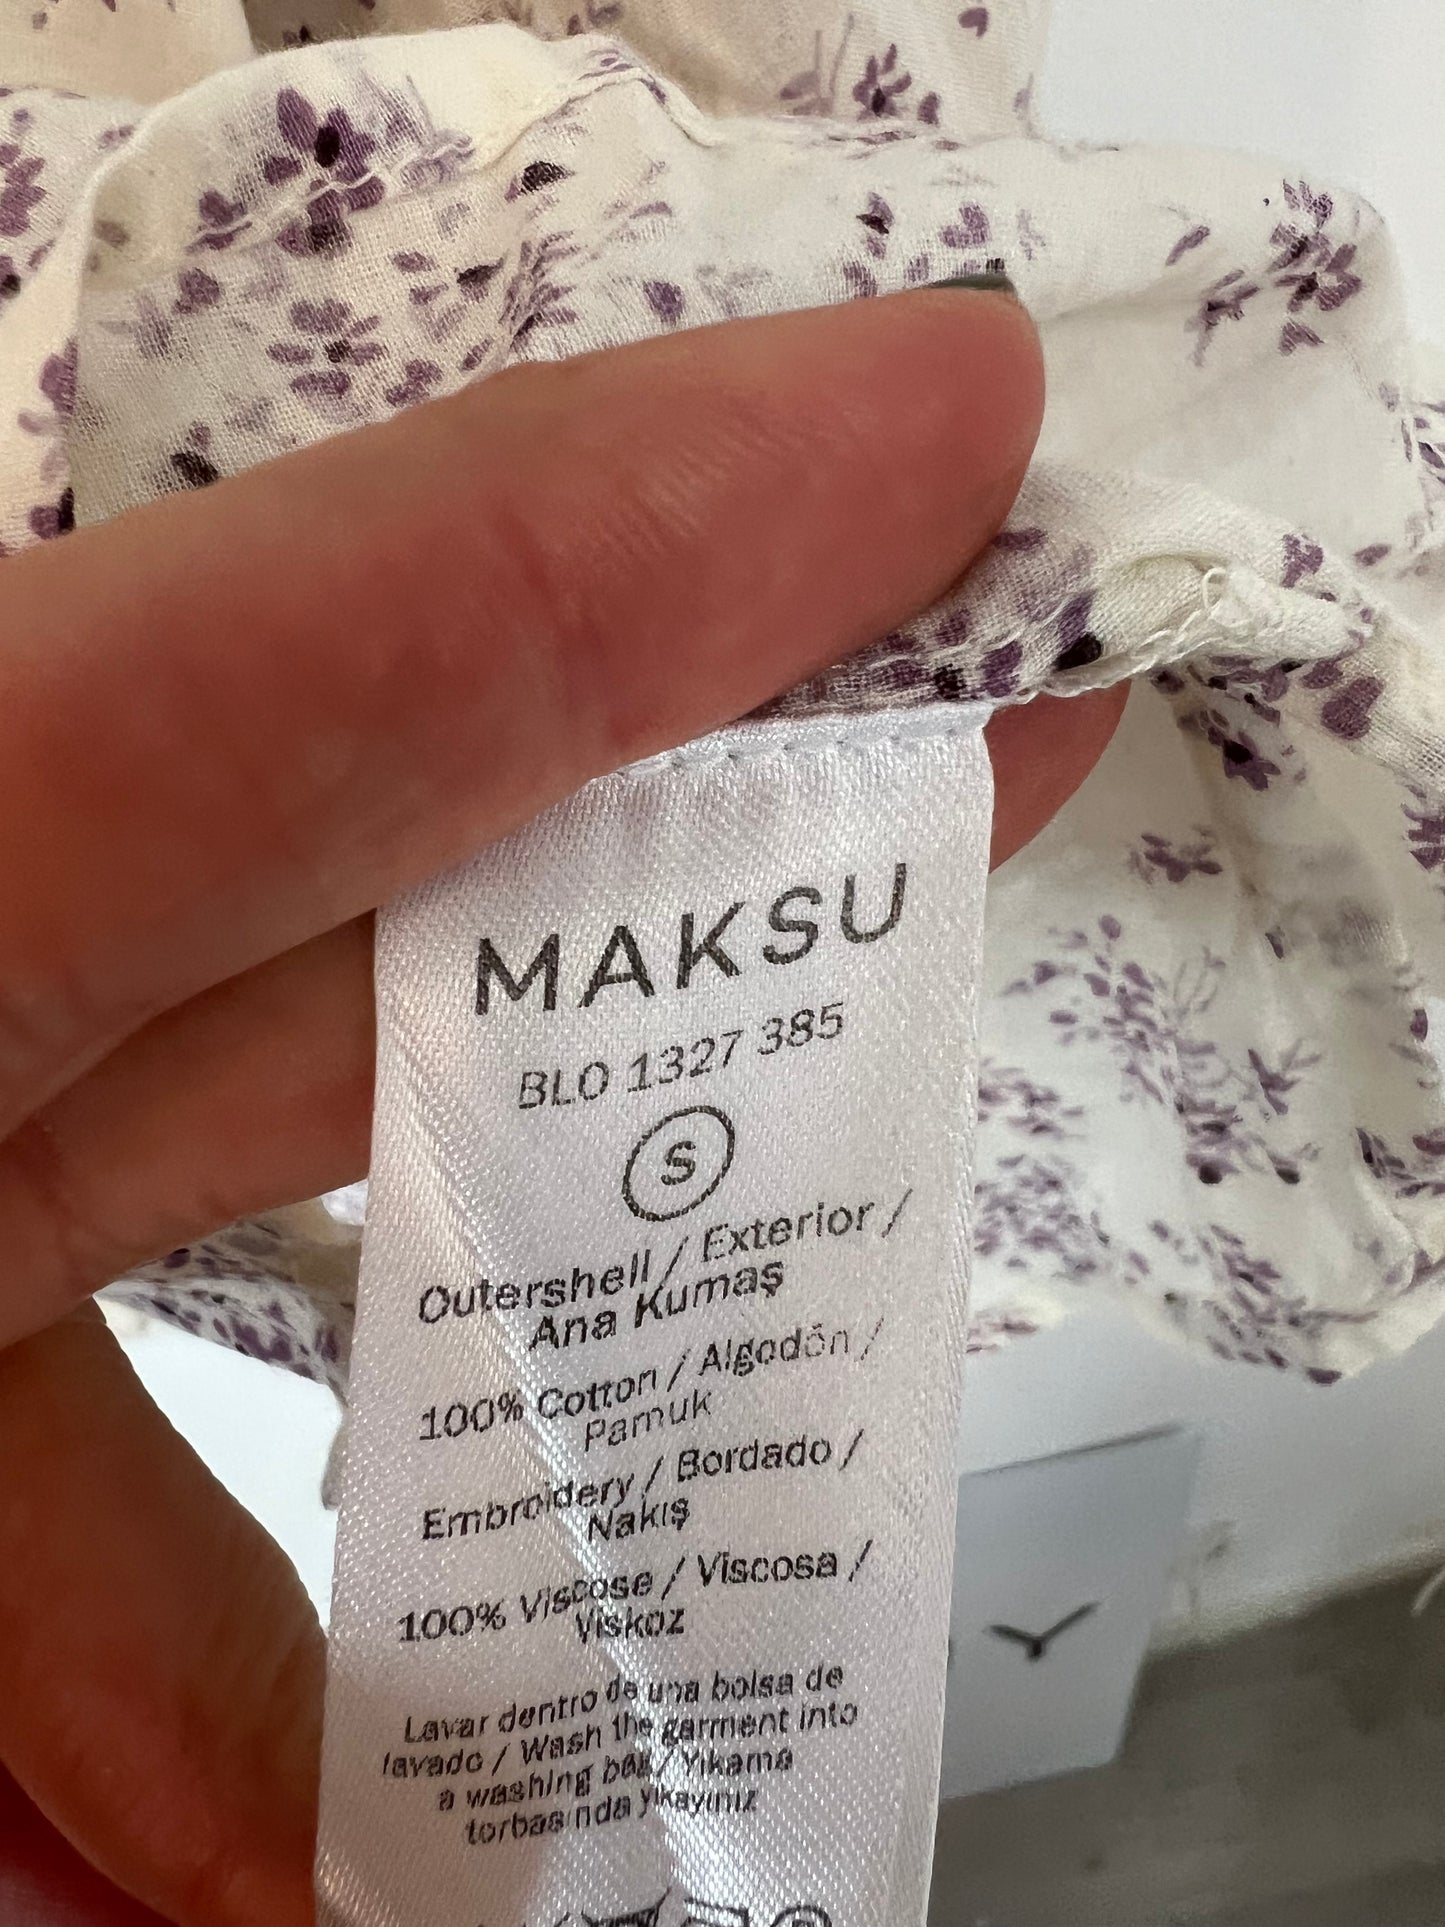 MAKSU
BLO 1327 385
S
Outershell / Exterior /
Ana Kumaş
100% Cotton / Algodón /
Pamuk
Embroidery / Bordado /
Nakış
100% Viscose / Viscosa /
Viskoz
Lavar dentro de una bolsa de
lavado / Wash the garment into
a washing bag / Yıkama
torbasında yıkayınız